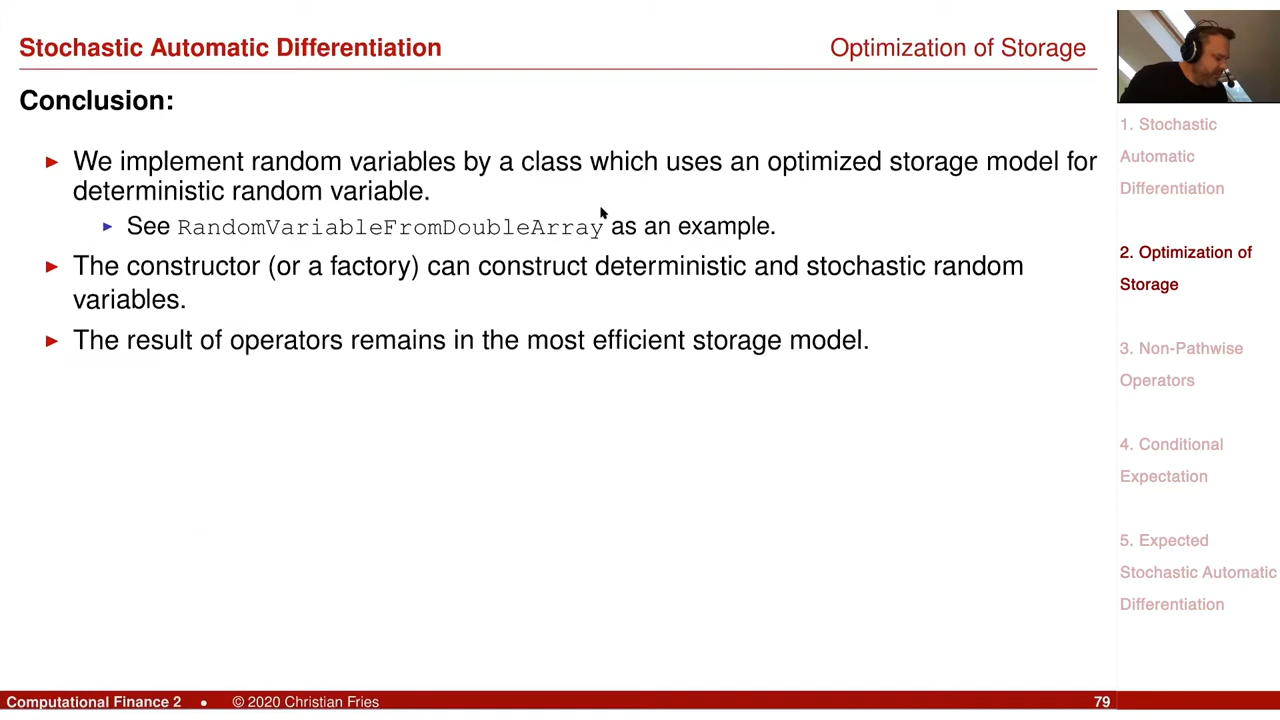 Stochastic Automatic Differentiation
Optimization of Storage
Conclusion:
► We implement random variables by a class which uses an optimized storage model for
deterministic random variable.
► See RandomVariableFromDoubleArray as an example.
► The constructor (or a factory) can construct deterministic and stochastic random
variables.
► The result of operators remains in the most efficient storage model.
1. Stochastic
Automatic
Differentiation
2. Optimization of
Storage
3. Non-Pathwise
Operators
4. Conditional
Expectation
5. Expected
Stochastic Automatic
Differentiation
Computational Finance 2 • © 2020 Christian Fries
79